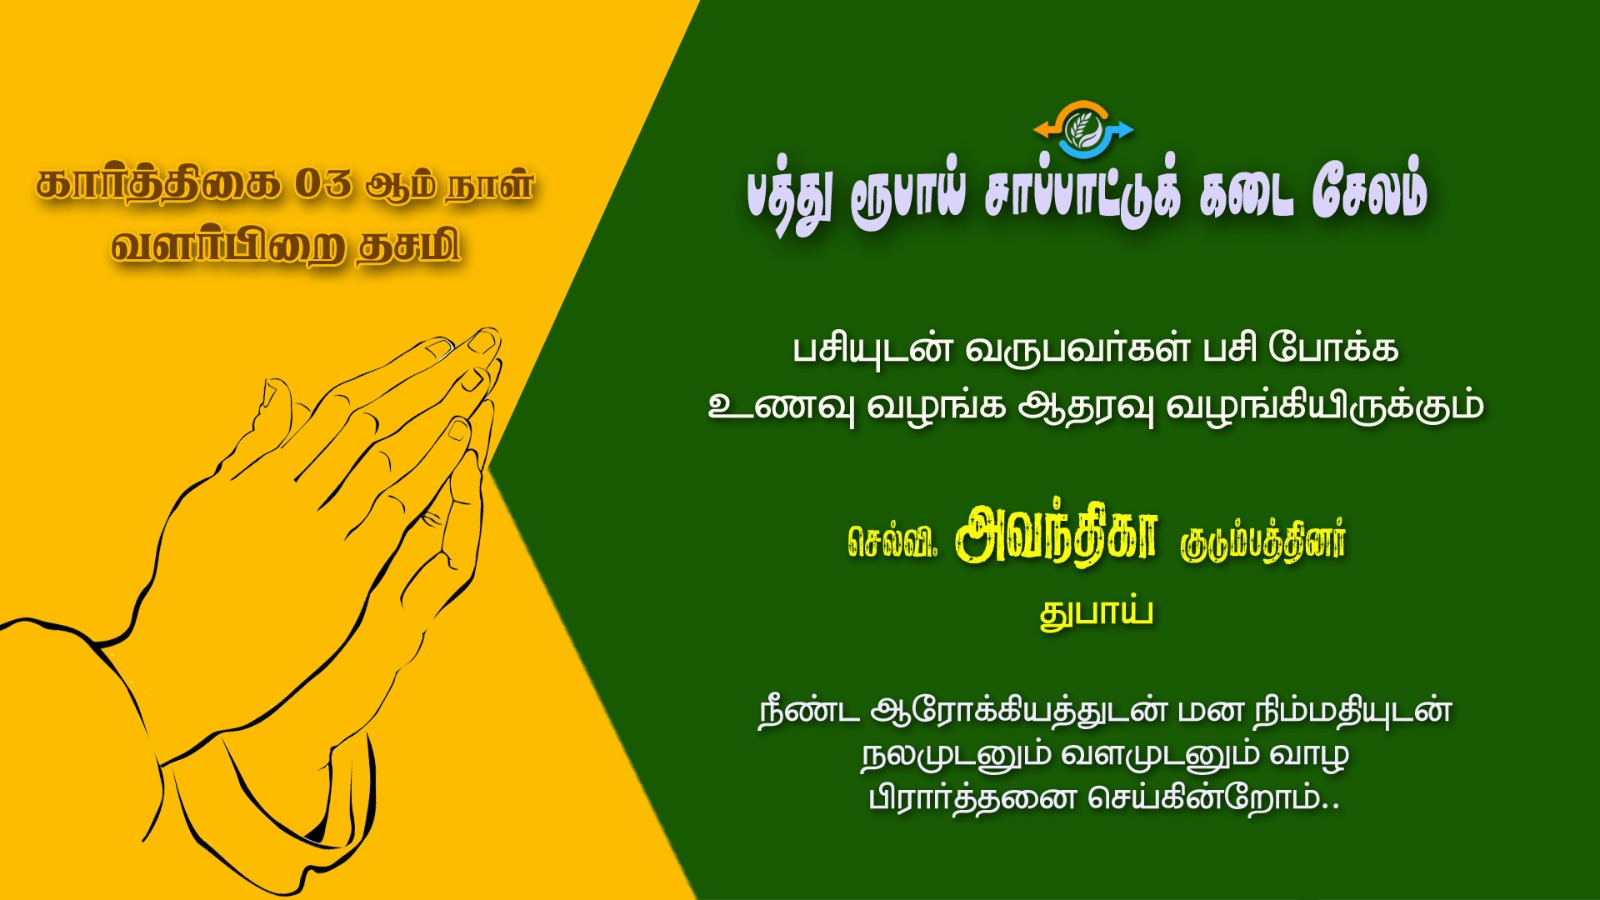 கார்த்திகை 03 ஆம் நாள்
வளர்பிறை தசமி
பத்து ரூபாய் சாப்பாட்டுக் கடை சேலம்
பசியுடன் வருபவர்கள் பசி போக்க
உணவு வழங்க ஆதரவு வழங்கியிருக்கும்
செல்வி. அவந்திகா குடும்பத்தினர்
துபாய்
நீண்ட ஆரோக்கியத்துடன் மன நிம்மதியுடன்
நலமுடனும் வளமுடனும் வாழ
பிரார்த்தனை செய்கின்றோம்..